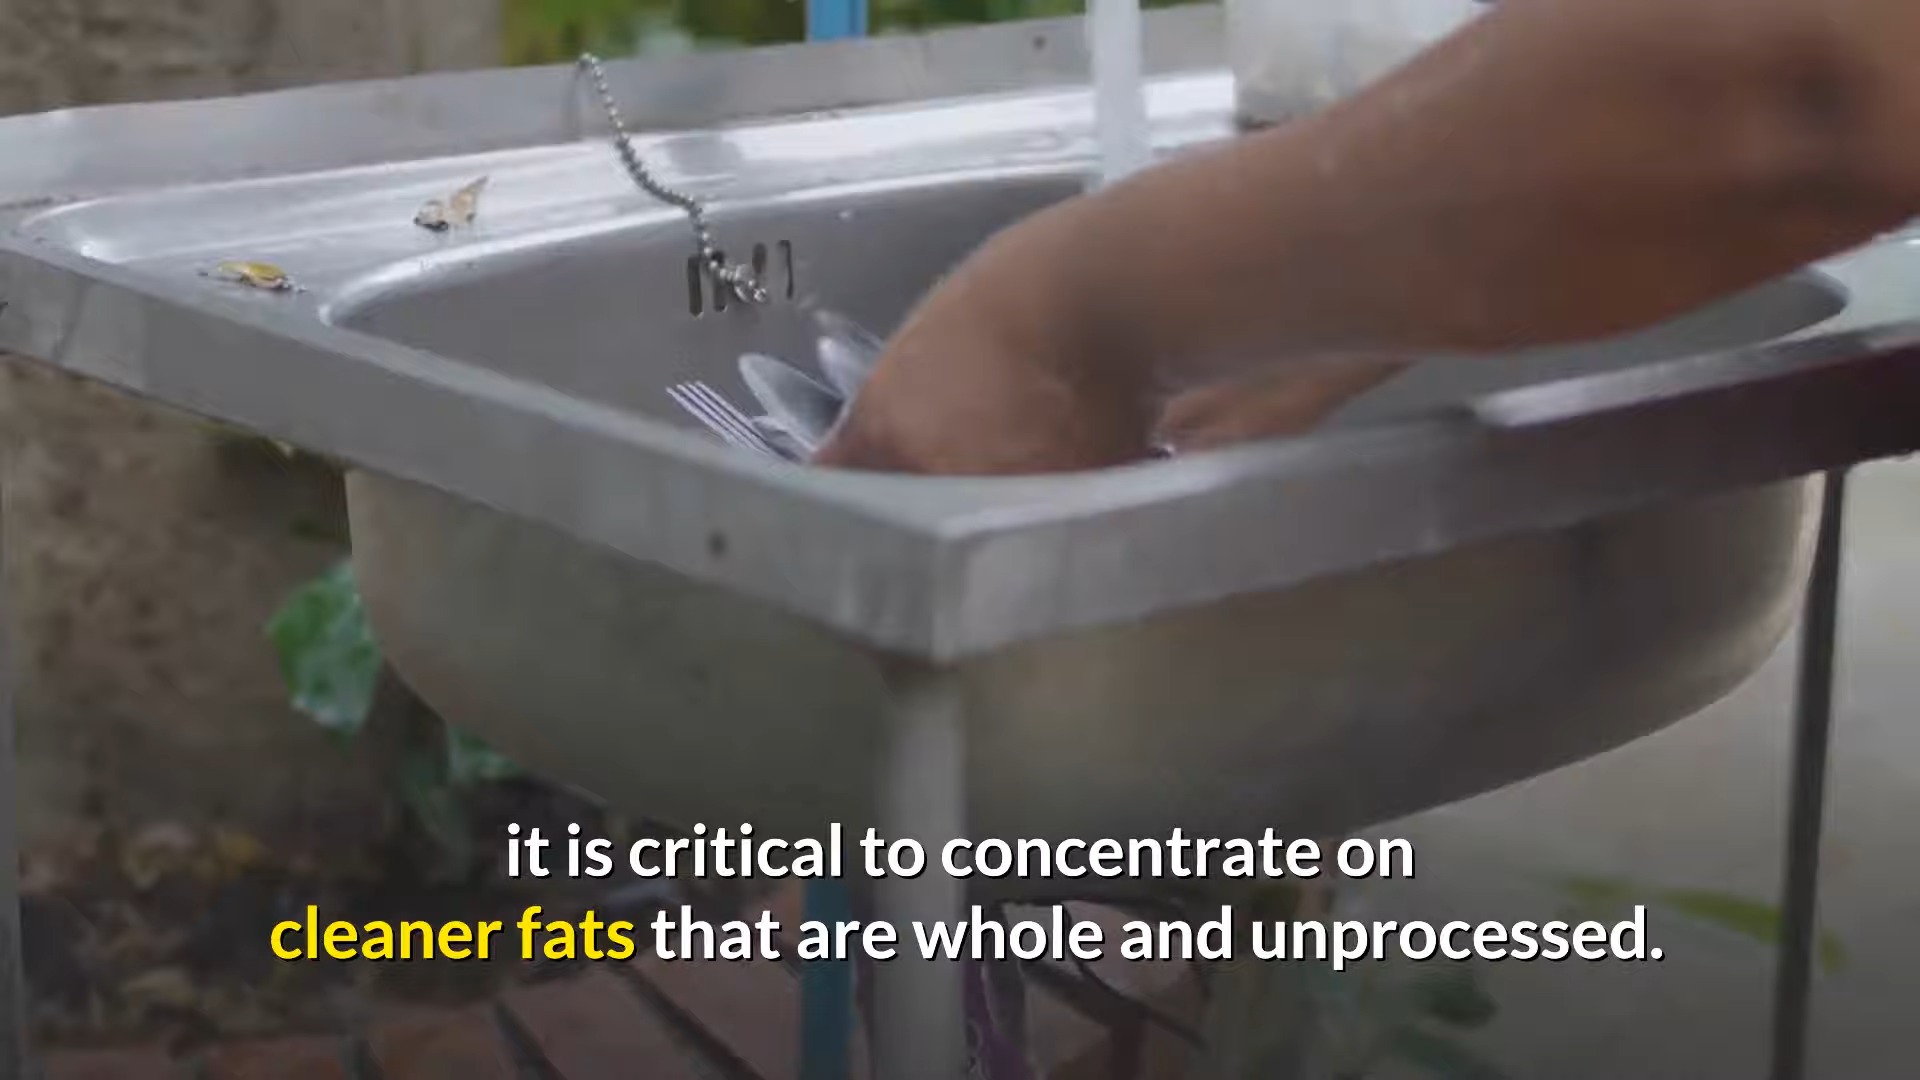 it is critical to concentrate on
cleaner fats that are whole and unprocessed.